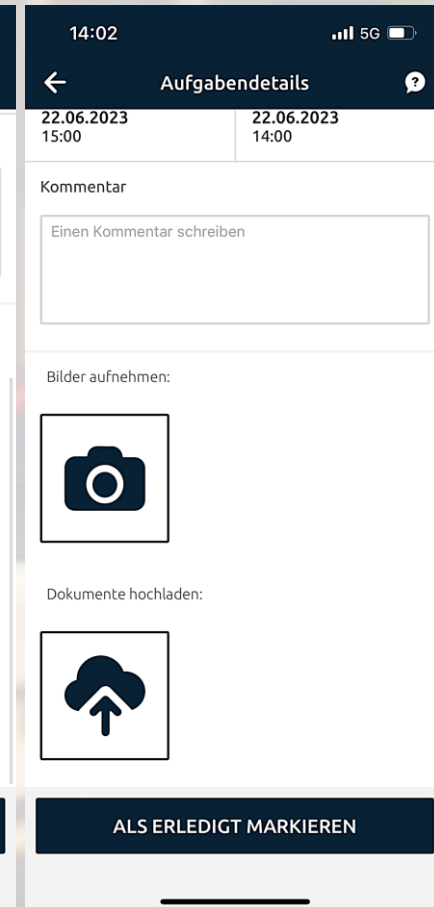 14:02
5G
Aufgabendetails
?
22.06.2023
22.06.2023
15:00
14:00
Kommentar
Einen Kommentar schreiben
Bilder aufnehmen:
Dokumente hochladen:
ALS ERLEDIGT MARKIEREN